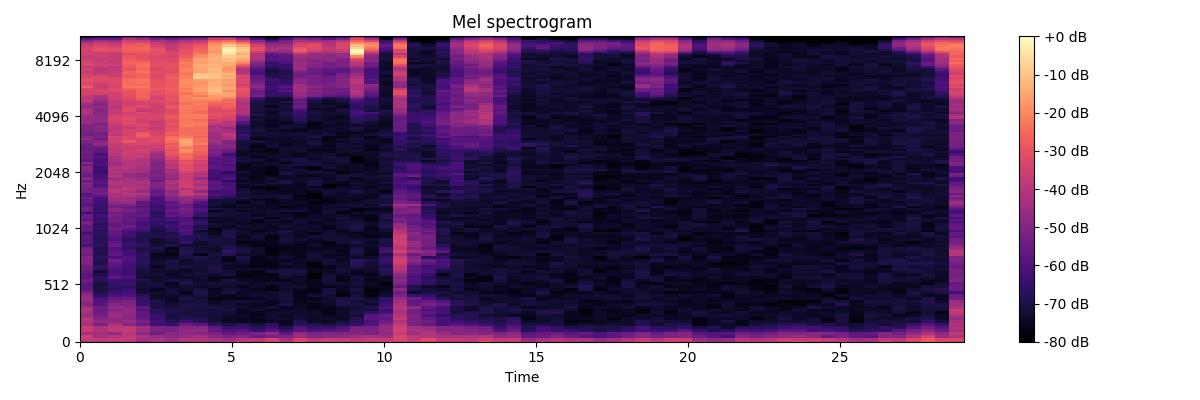 Mel spectrogram
Hz
8192
4096
2048
1024
512
0
0 5 10 15 20 25
Time
+0 dB
-10 dB
-20 dB
-30 dB
-40 dB
-50 dB
-60 dB
-70 dB
-80 dB